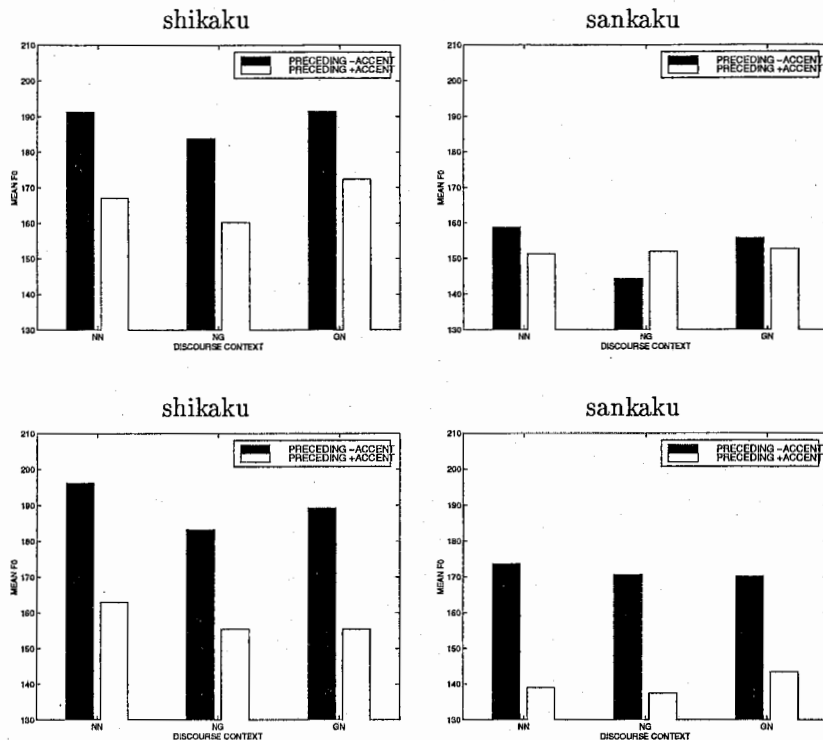 shikaku
210
200
190
180
170
160
150
140
130
MEAN F0
PRECEDING −ACCENT
PRECEDING +ACCENT
NN
NG
GN
DISCOURSE CONTEXT
sankaku
210
200
190
180
170
160
150
140
130
MEAN F0
PRECEDING −ACCENT
PRECEDING +ACCENT
NN
NG
GN
DISCOURSE CONTEXT
shikaku
210
200
190
180
170
160
150
140
130
MEAN F0
PRECEDING −ACCENT
PRECEDING +ACCENT
NN
NG
GN
DISCOURSE CONTEXT
sankaku
210
200
190
180
170
160
150
140
130
MEAN F0
PRECEDING −ACCENT
PRECEDING +ACCENT
NN
NG
GN
DISCOURSE CONTEXT